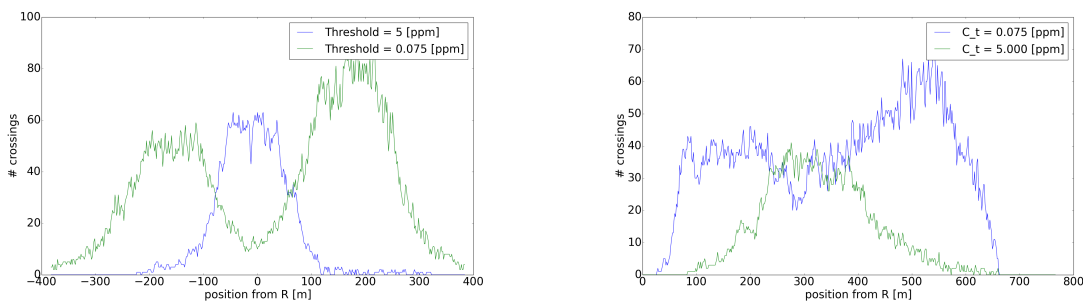 100
80
60
40
20
0
# crossings
Threshold = 5 [ppm]
Threshold = 0.075 [ppm]
−400 −300 −200 −100 0 100 200 300 400
position from R [m]
80
70
60
50
40
30
20
10
0
# crossings
C_t = 0.075 [ppm]
C_t = 5.000 [ppm]
0 100 200 300 400 500 600 700 800
position from R [m]